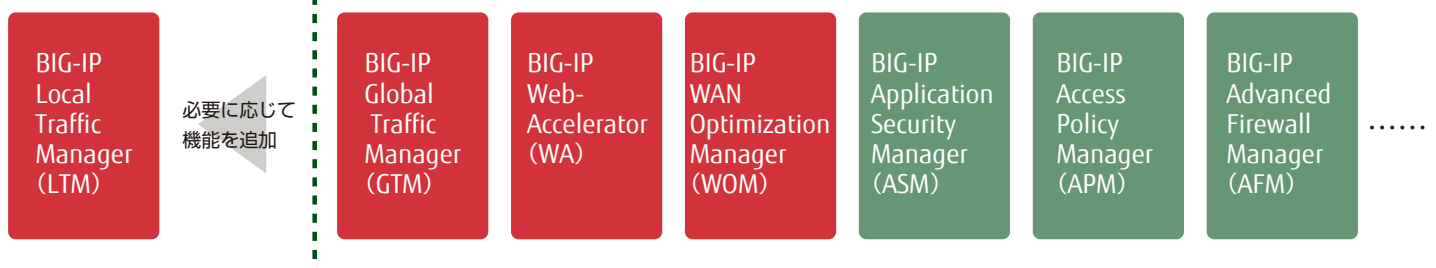 BIG-IP
Local
Traffic
Manager
（LTM）
必要に応じて
機能を追加
BIG-IP
Global
Traffic
Manager
（GTM）
BIG-IP
Web-
Accelerator
（WA）
BIG-IP
WAN
Optimization
Manager
（WOM）
BIG-IP
Application
Security
Manager
（ASM）
BIG-IP
Access
Policy
Manager
（APM）
BIG-IP
Advanced
Firewall
Manager
（AFM）
……